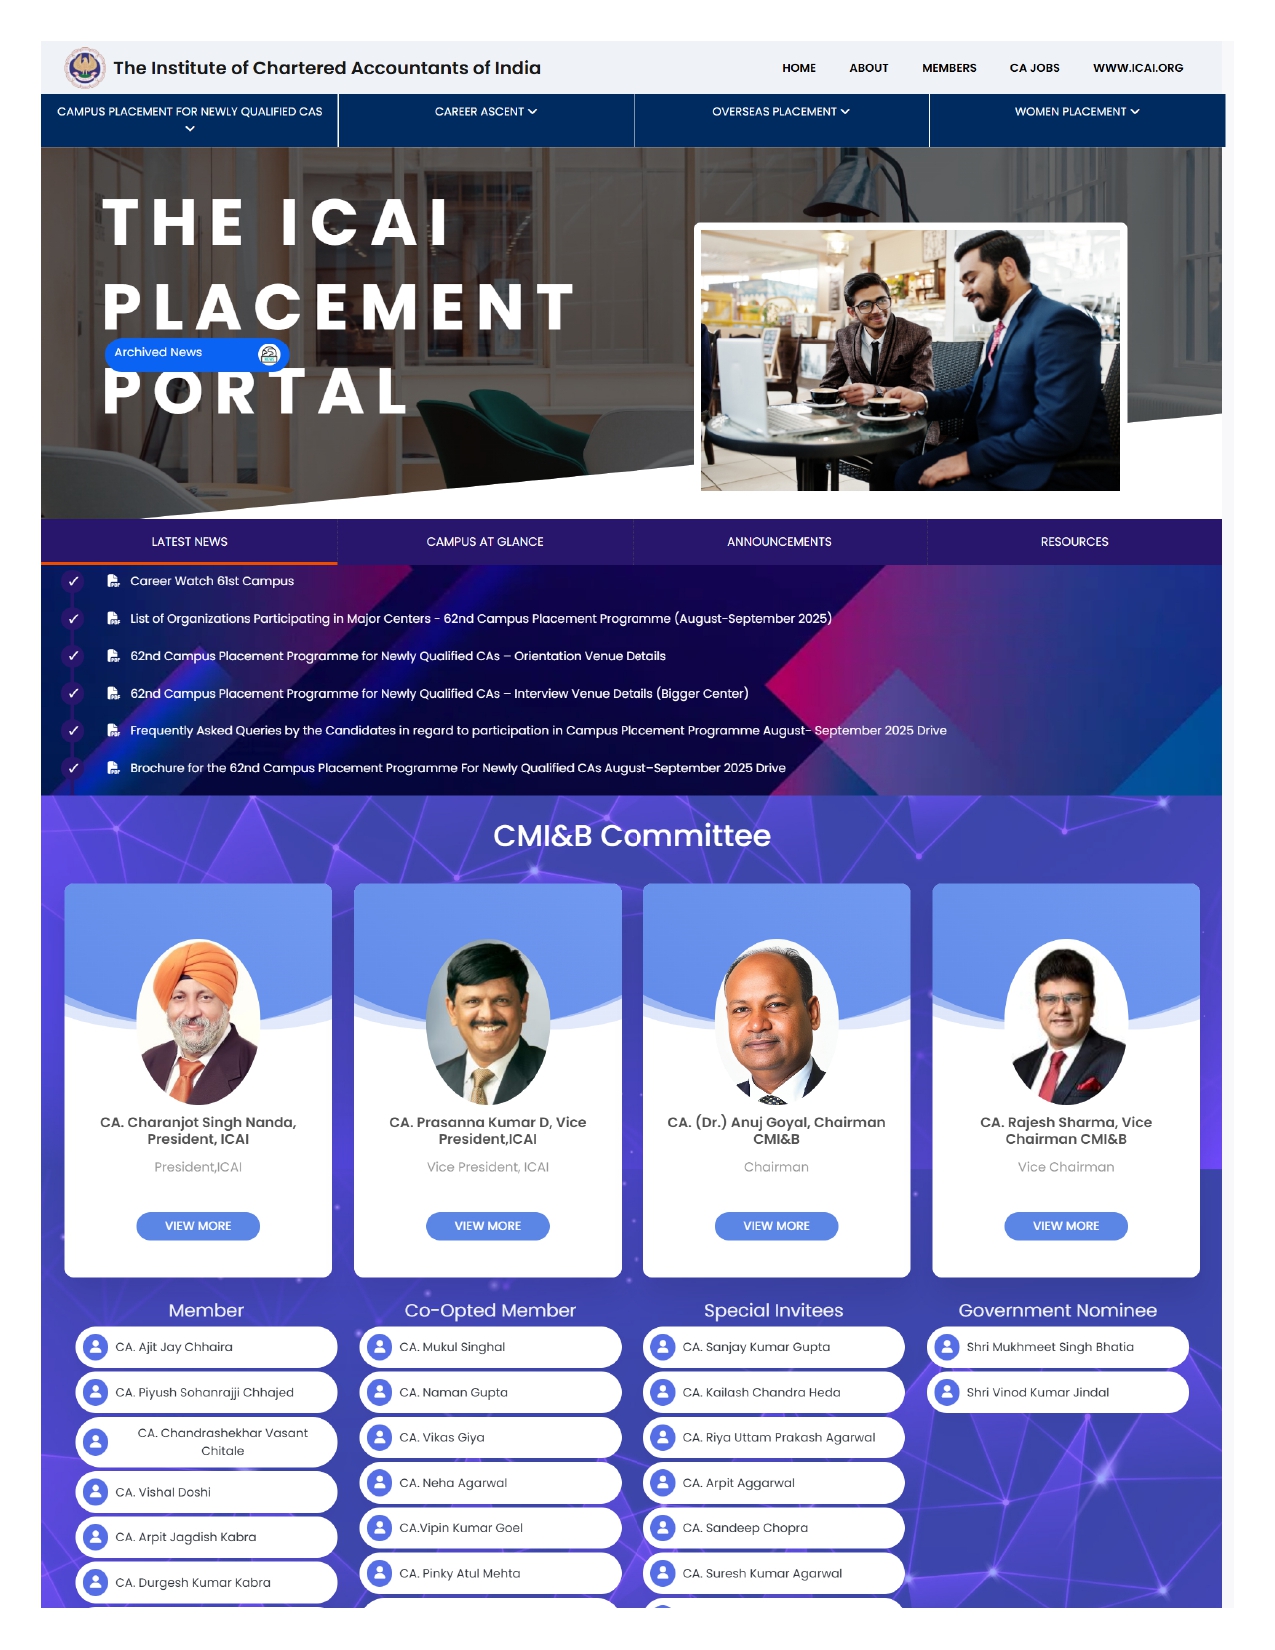 The Institute of Chartered Accountants of India
HOME
ABOUT
MEMBERS
CA JOBS
WWW.ICAI.ORG
CAMPUS PLACEMENT FOR NEWLY QUALIFIED CAS
CAREER ASCENT
OVERSEAS PLACEMENT
WOMEN PLACEMENT
THE ICAI
PLACEMENT
Archived News
PORTAL
LATEST NEWS
CAMPUS AT GLANCE
ANNOUNCEMENTS
RESOURCES
Career Watch 61st Campus
List of Organizations Participating in Major Centers - 62nd Campus Placement Programme (August-September 2025)
62nd Campus Placement Programme for Newly Qualified CAs – Orientation Venue Details
62nd Campus Placement Programme for Newly Qualified CAs – Interview Venue Details (Bigger Center)
Frequently Asked Queries by the Candidates in regard to participation in Campus Placement Programme August- September 2025 Drive
Brochure for the 62nd Campus Placement Programme For Newly Qualified CAs August–September 2025 Drive
CMI&B Committee
CA. Charanjot Singh Nanda,
President, ICAI
President,ICAI
VIEW MORE
CA. Prasanna Kumar D, Vice
President,ICAI
Vice President, ICAI
VIEW MORE
CA. (Dr.) Anuj Goyal, Chairman
CMI&B
Chairman
VIEW MORE
CA. Rajesh Sharma, Vice
Chairman CMI&B
Vice Chairman
VIEW MORE
Member
CA. Ajit Jay Chhaira
CA. Piyush Sohanrajji Chhajed
CA. Chandrashekhar Vasant
Chitale
CA. Vishal Doshi
CA. Arpit Jagdish Kabra
CA. Durgesh Kumar Kabra
Co-Opted Member
CA. Mukul Singhal
CA. Naman Gupta
CA. Vikas Giya
CA. Neha Agarwal
CA.Vipin Kumar Goel
CA. Pinky Atul Mehta
Special Invitees
CA. Sanjay Kumar Gupta
CA. Kailash Chandra Heda
CA. Riya Uttam Prakash Agarwal
CA. Arpit Aggarwal
CA. Sandeep Chopra
CA. Suresh Kumar Agarwal
Government Nominee
Shri Mukhmeet Singh Bhatia
Shri Vinod Kumar Jindal